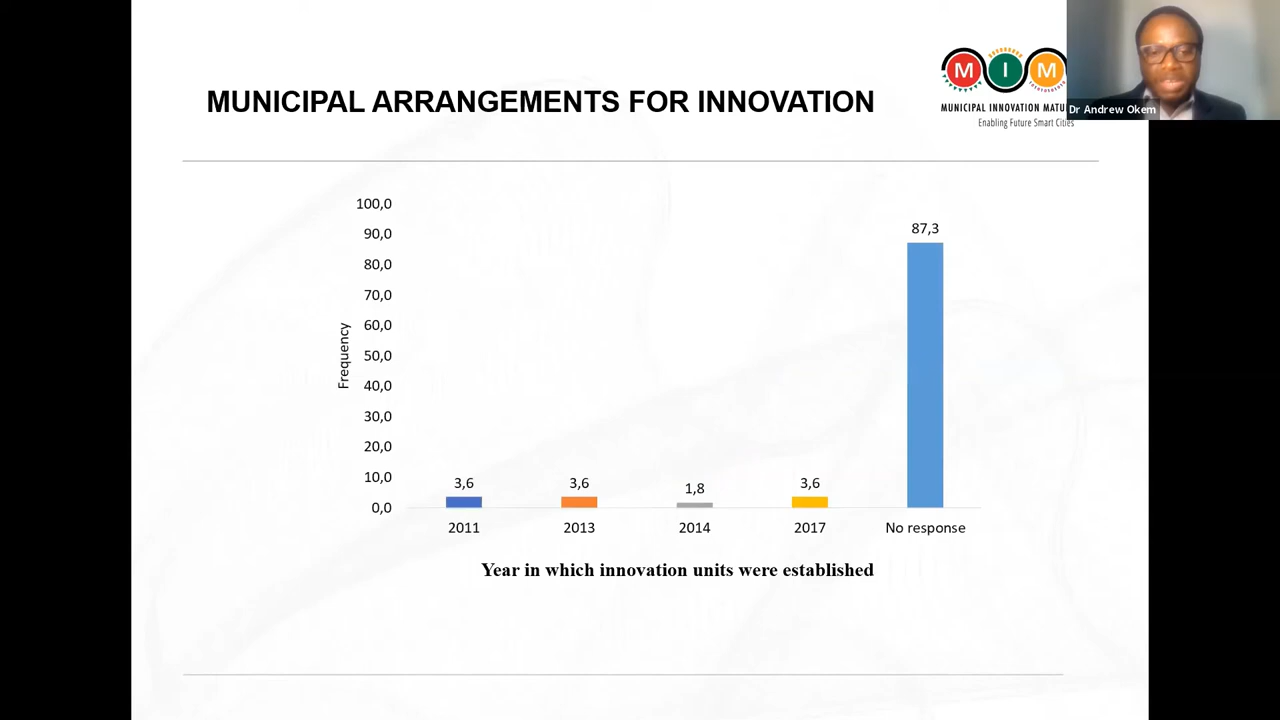 MUNICIPAL ARRANGEMENTS FOR INNOVATION
M I M
MUNICIPAL INNOVATION
Enabling Future Smart Cities
Dr Andrew Okem
100,0
90,0
80,0
70,0
60,0
50,0
40,0
30,0
20,0
10,0
0,0
Frequency
3,6
3,6
1,8
3,6
87,3
2011
2013
2014
2017
No response
Year in which innovation units were established